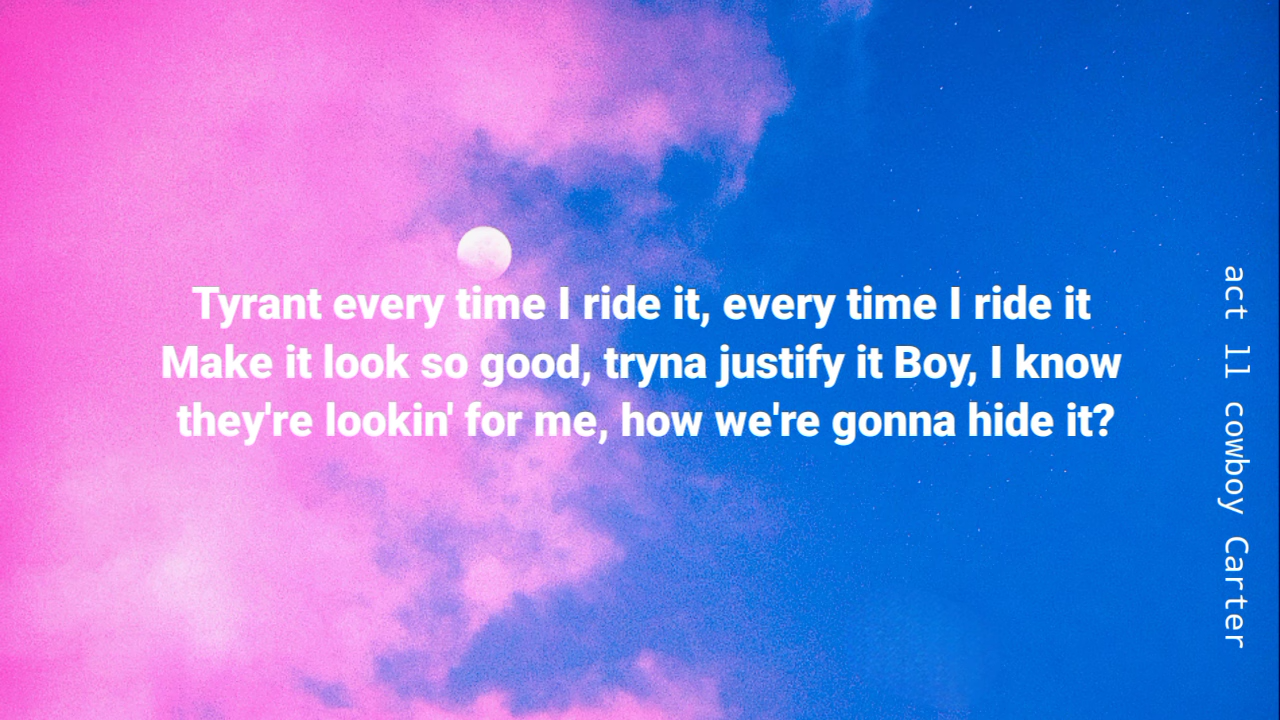 Tyrant every time I ride it, every time I ride it
Make it look so good, tryna justify it Boy, I know
they're lookin' for me, how we're gonna hide it?
act ll cowboy Carter